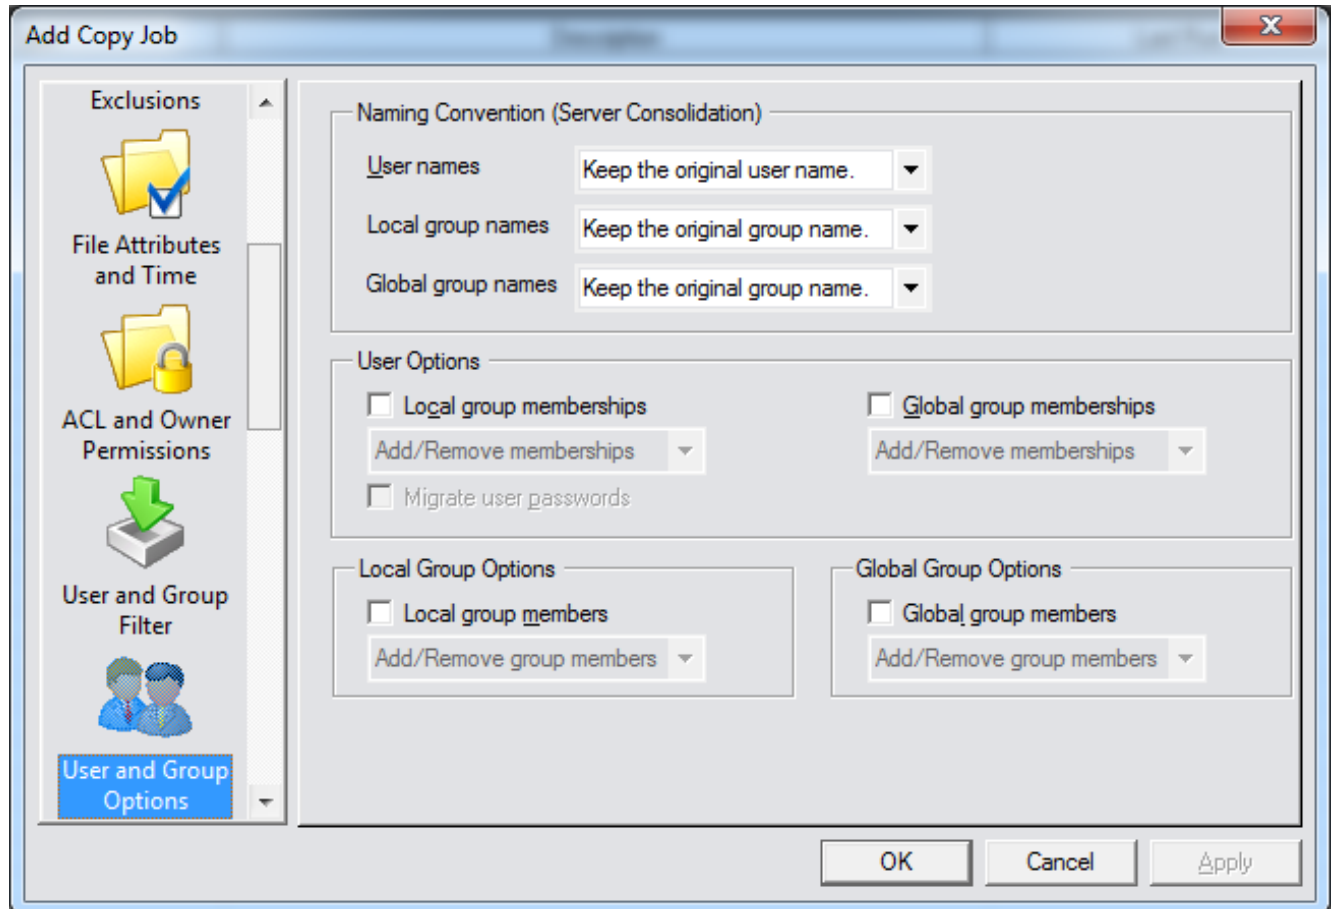 Add Copy Job
Exclusions
File Attributes
and Time
ACL and Owner
Permissions
User and Group
Filter
User and Group
Options
Naming Convention (Server Consolidation)
User names Keep the original user name.
Local group names Keep the original group name.
Global group names Keep the original group name.
User Options
Local group memberships Global group memberships
Add/Remove memberships Add/Remove memberships
Migrate user passwords
Local Group Options Global Group Options
Local group members Global group members
Add/Remove group members Add/Remove group members
OK Cancel Apply